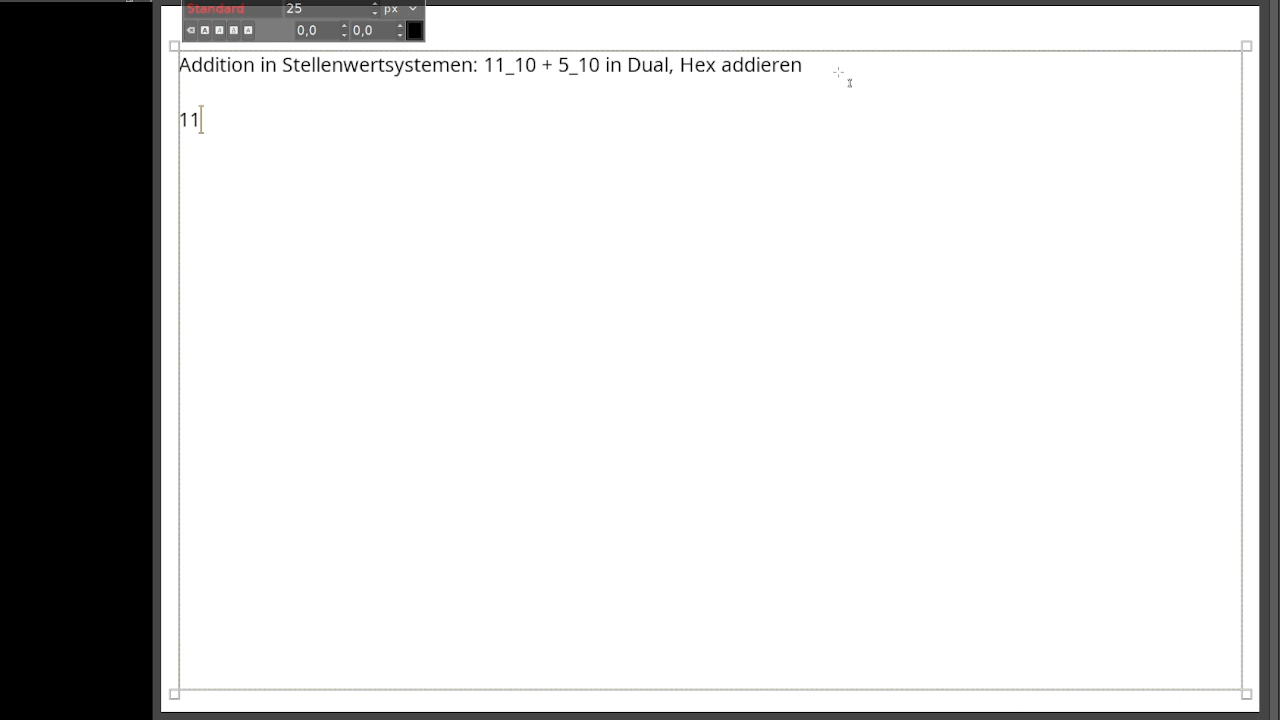 Standard 25 px
0,0 0,0
Addition in Stellenwertsystemen: 11_10 + 5_10 in Dual, Hex addieren
11